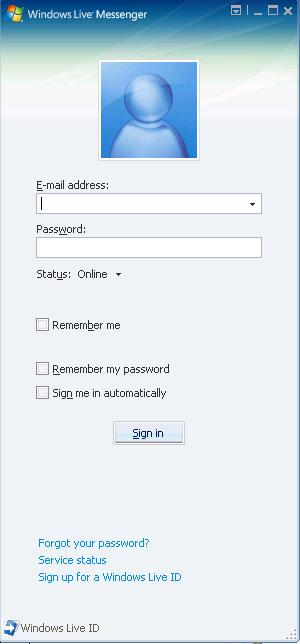 Windows Live Messenger
E-mail address:
Password:
Status: Online
Remember me
Remember my password
Sign me in automatically
Sign in
Forgot your password?
Service status
Sign up for a Windows Live ID
Windows Live ID